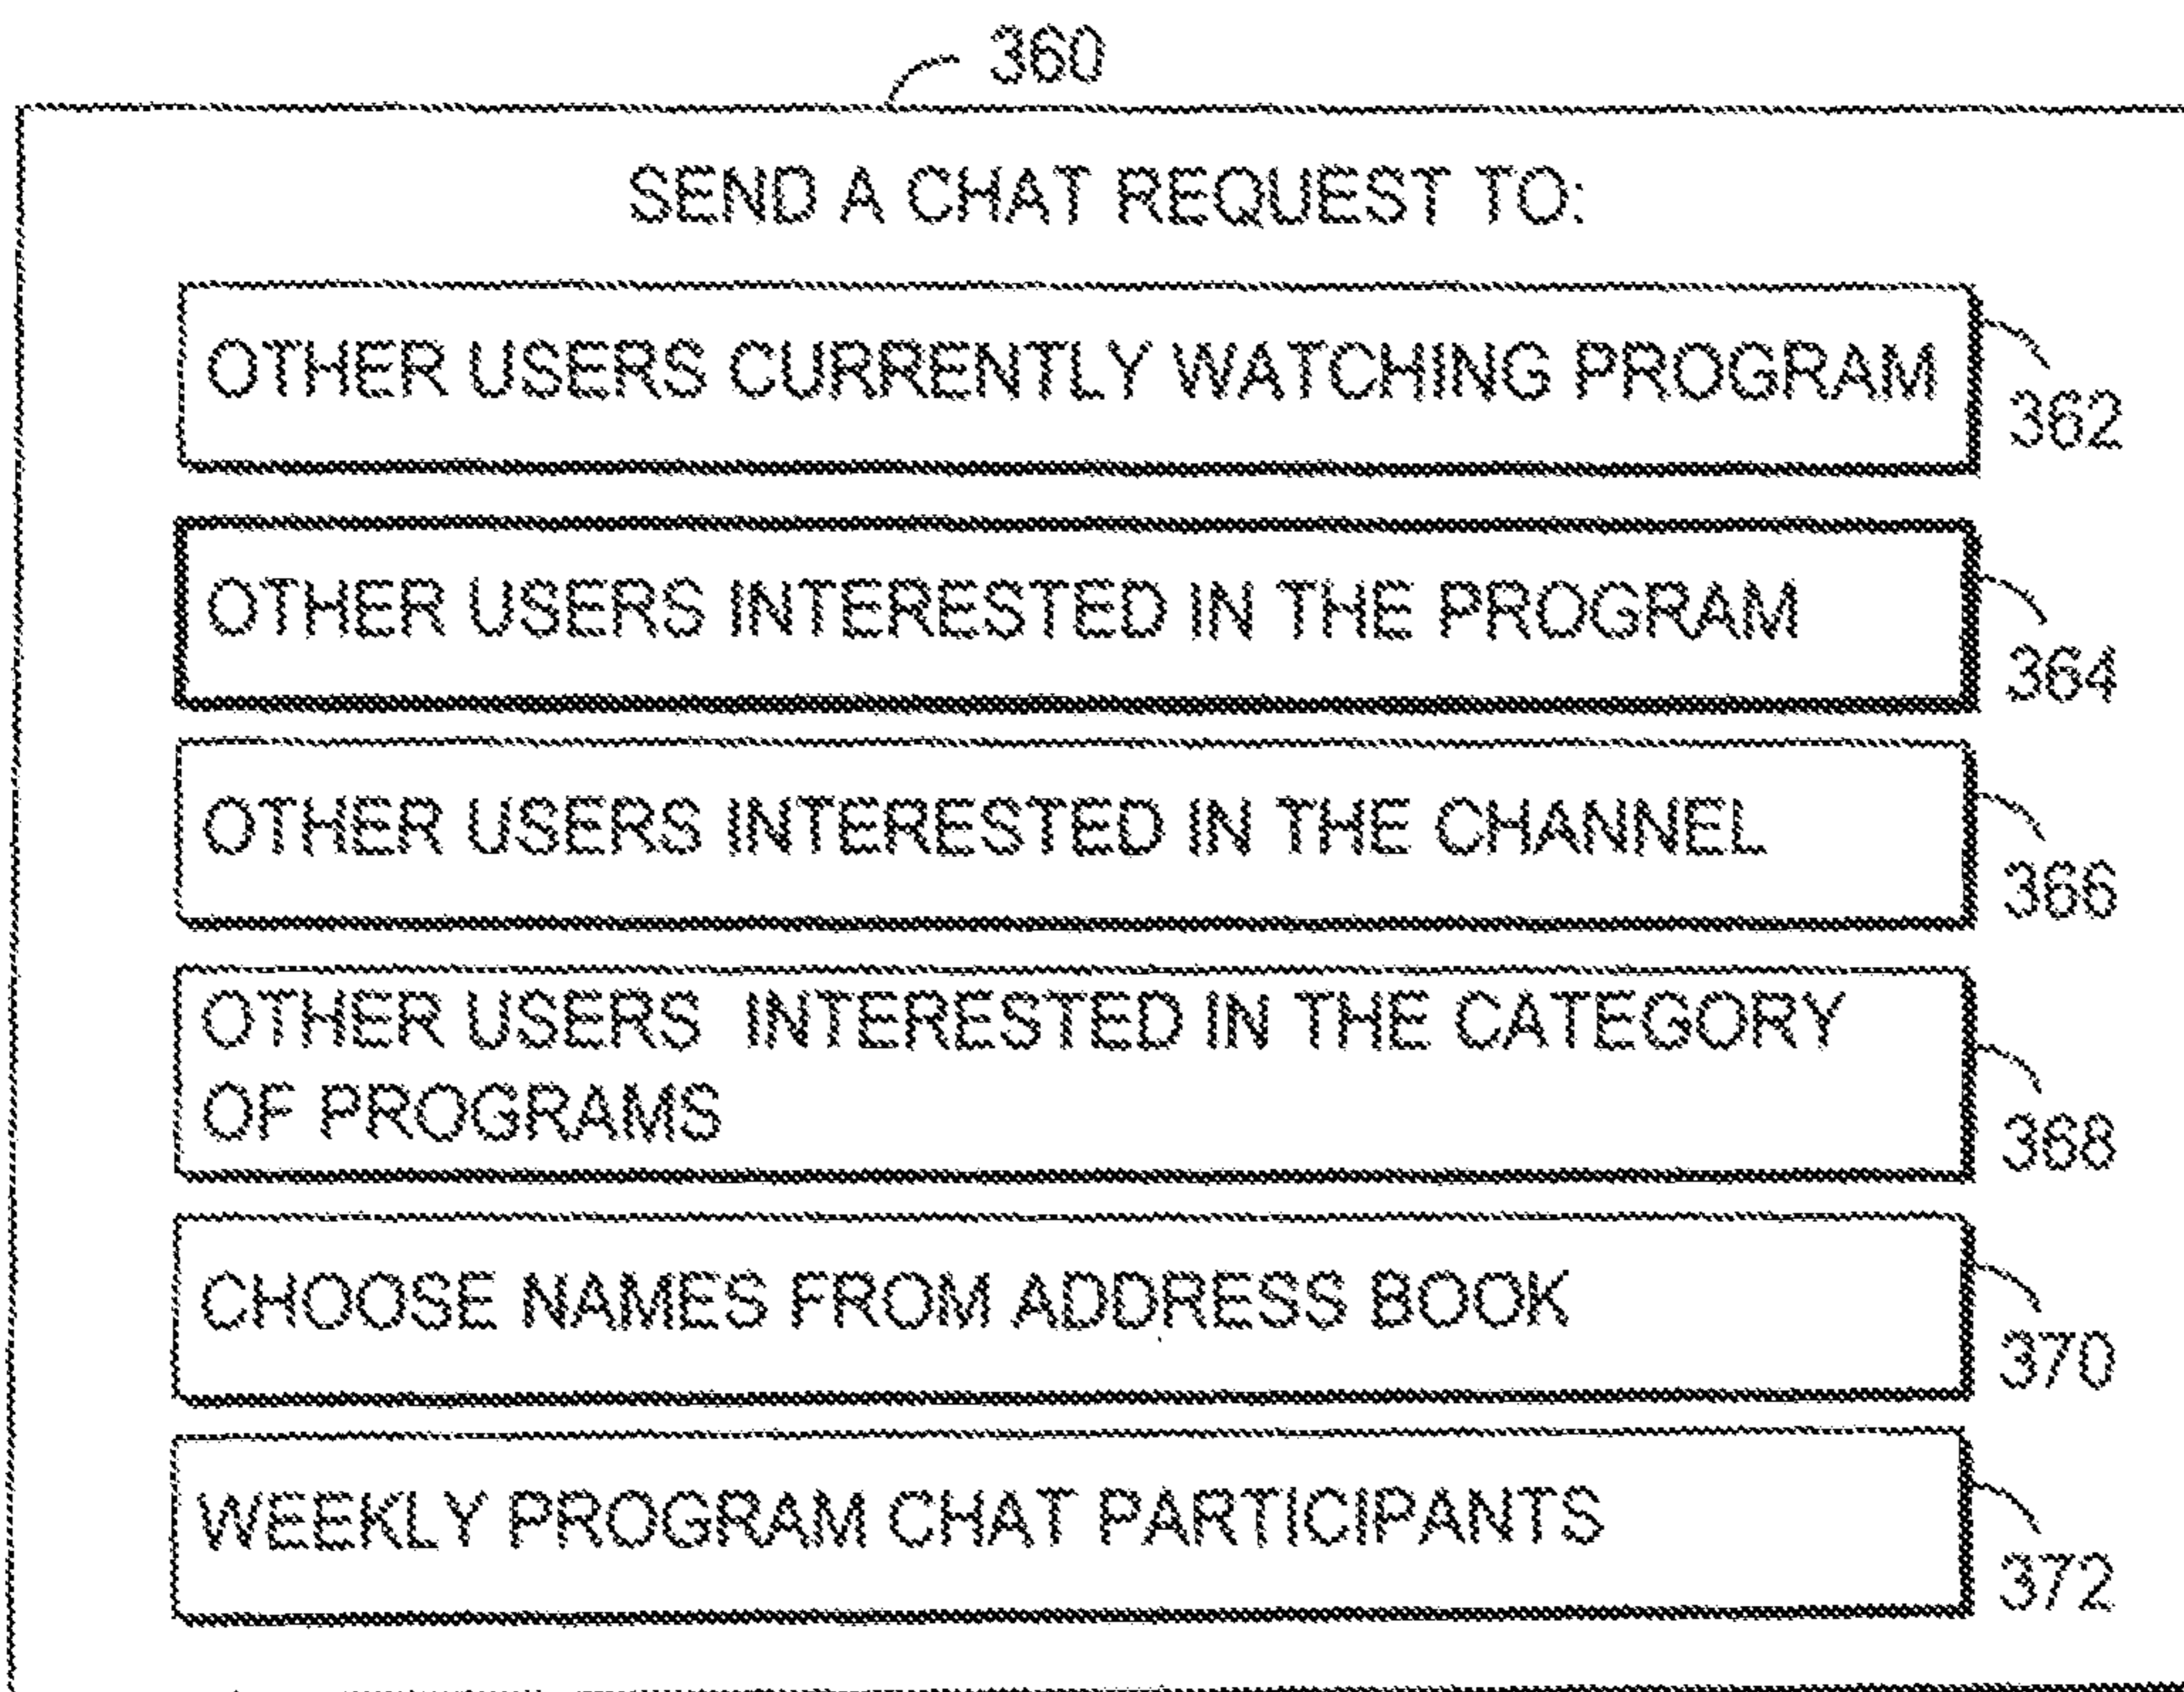 360
SEND A CHAT REQUEST TO:
OTHER USERS CURRENTLY WATCHING PROGRAM
362
OTHER USERS INTERESTED IN THE PROGRAM
364
OTHER USERS INTERESTED IN THE CHANNEL
366
OTHER USERS INTERESTED IN THE CATEGORY
OF PROGRAMS
368
CHOOSE NAMES FROM ADDRESS BOOK
370
WEEKLY PROGRAM CHAT PARTICIPANTS
372